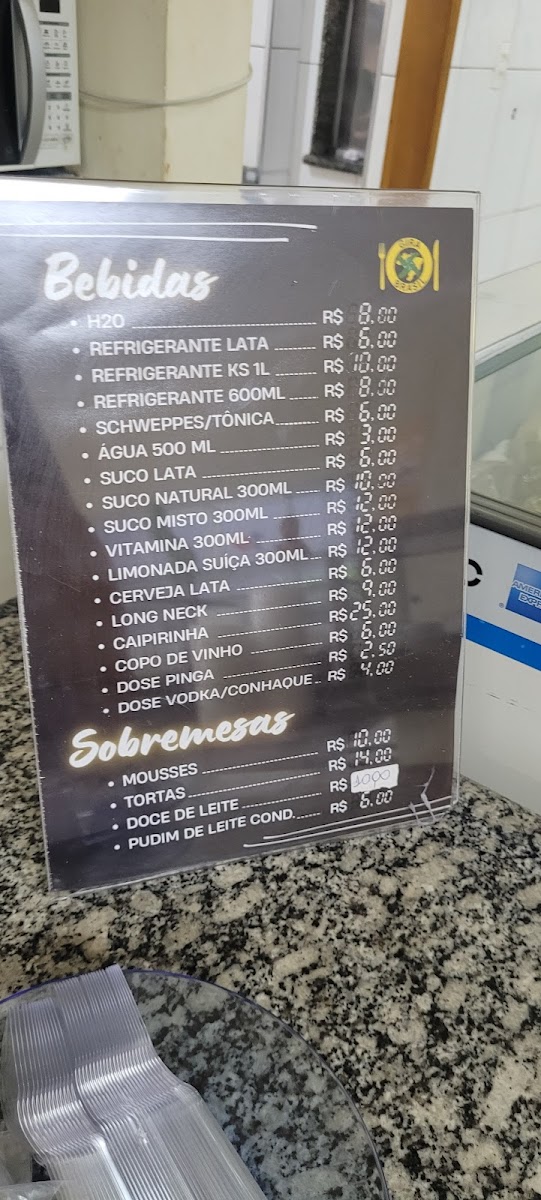 Bebidas
GIRA
BRASIL
• H2O R$ 8.00
• REFRIGERANTE LATA R$ 6.00
• REFRIGERANTE KS 1L R$ 10.00
• REFRIGERANTE 600ML R$ 8.00
• SCHWEPPES/TÔNICA R$ 6.00
• ÁGUA 500 ML R$ 3.00
• SUCO LATA R$ 6.00
• SUCO NATURAL 300ML R$ 10.00
• SUCO MISTO 300ML R$ 12.00
• VITAMINA 300ML R$ 12.00
• LIMONADA SUÍÇA 300ML R$ 12.00
• CERVEJA LATA R$ 6.00
• LONG NECK R$ 9.00
• CAIPIRINHA R$ 25.00
• COPO DE VINHO R$ 6.00
• DOSE PINGA R$ 2.50
• DOSE VODKA/CONHAQUE R$ 4.00
Sobremesas
• MOUSSES R$ 10.00
• TORTAS R$ 14.00
• DOCE DE LEITE R$ 1000
• PUDIM DE LEITE COND. R$ 6.00